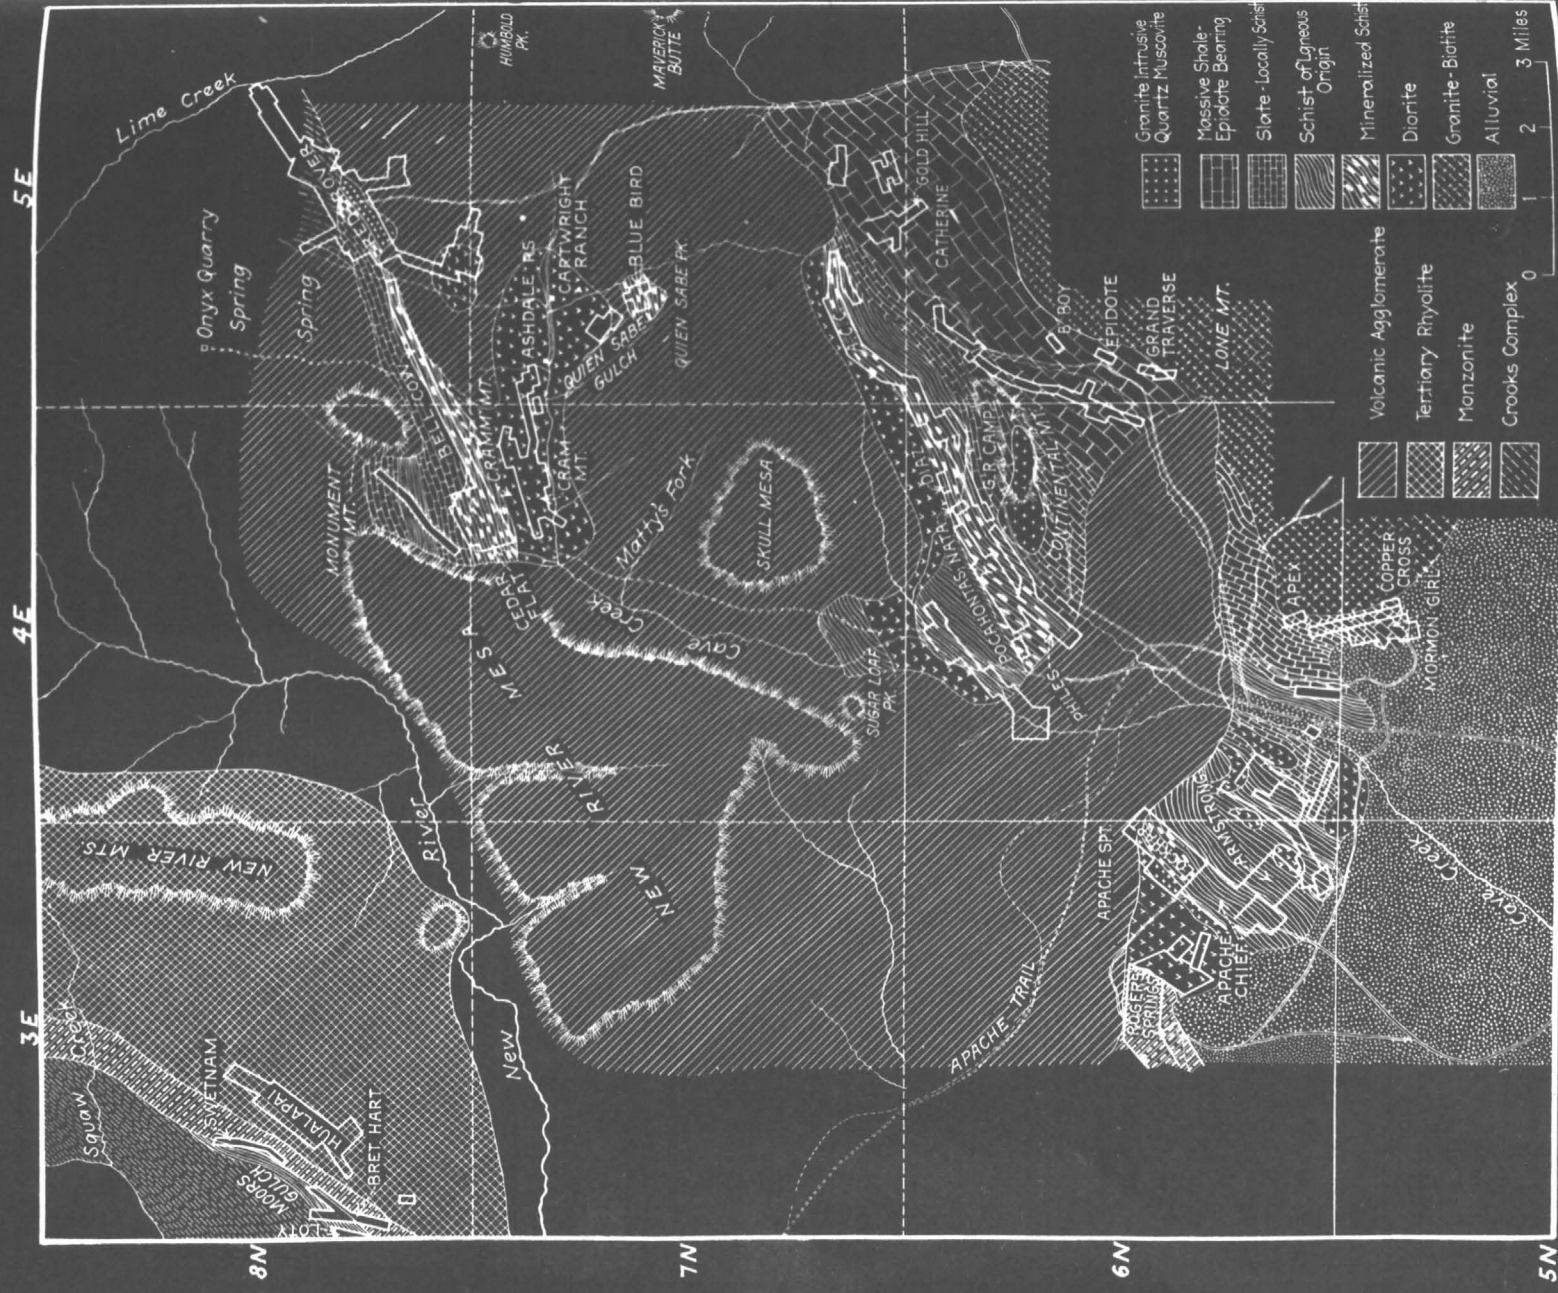 5E
4E
3E
8N
7N
6N
5N
Lime Creek
HUMBOLD
PK.
MAVERICK
BUTTE
Onyx Quarry
Spring
Spring
MONUMENT
MT.
CRAMM MT.
ASHDALE RS
CARTWRIGHT
RANCH
BLUE BIRD
QUIEN SABE
GULCH
QUIEN SABE PK
CRAM
MT.
Matty's Fork
SKULL MESA
CEDAR
FLAT
Creek
Cave
MESA
RIVER
NEW
SUGAR LOAF
PK.
NEW RIVER MTS.
River
New
Creek
Squaw
HUALAPAI
BRET HART
MOORS
GULCH
GOLD HILL
CATHERINE
G.R. CAMP
CONTINENTAL MT.
POCAHONTAS
PHILES
B. BOY
EPIDOTE
GRAND
TRAVERSE
LONE MT.
APEX
COPPER
CROSS
MORMON GIRL
ARMSTONG
APACHE SPT.
APACHE
CHIEF
ROGERS
SPRING
APACHE TRAIL
Creek
Cave
Granite Intrusive
Quartz Muscovite
Massive Shale-
Epidote Bearing
Slate-Locally Schist
Schist of Igneous
Origin
Mineralized Schist
Diorite
Granite-Biotite
Alluvial
Volcanic Agglomerate
Tertiary Rhyolite
Monzonite
Crooks Complex
0 1 2 3 Miles